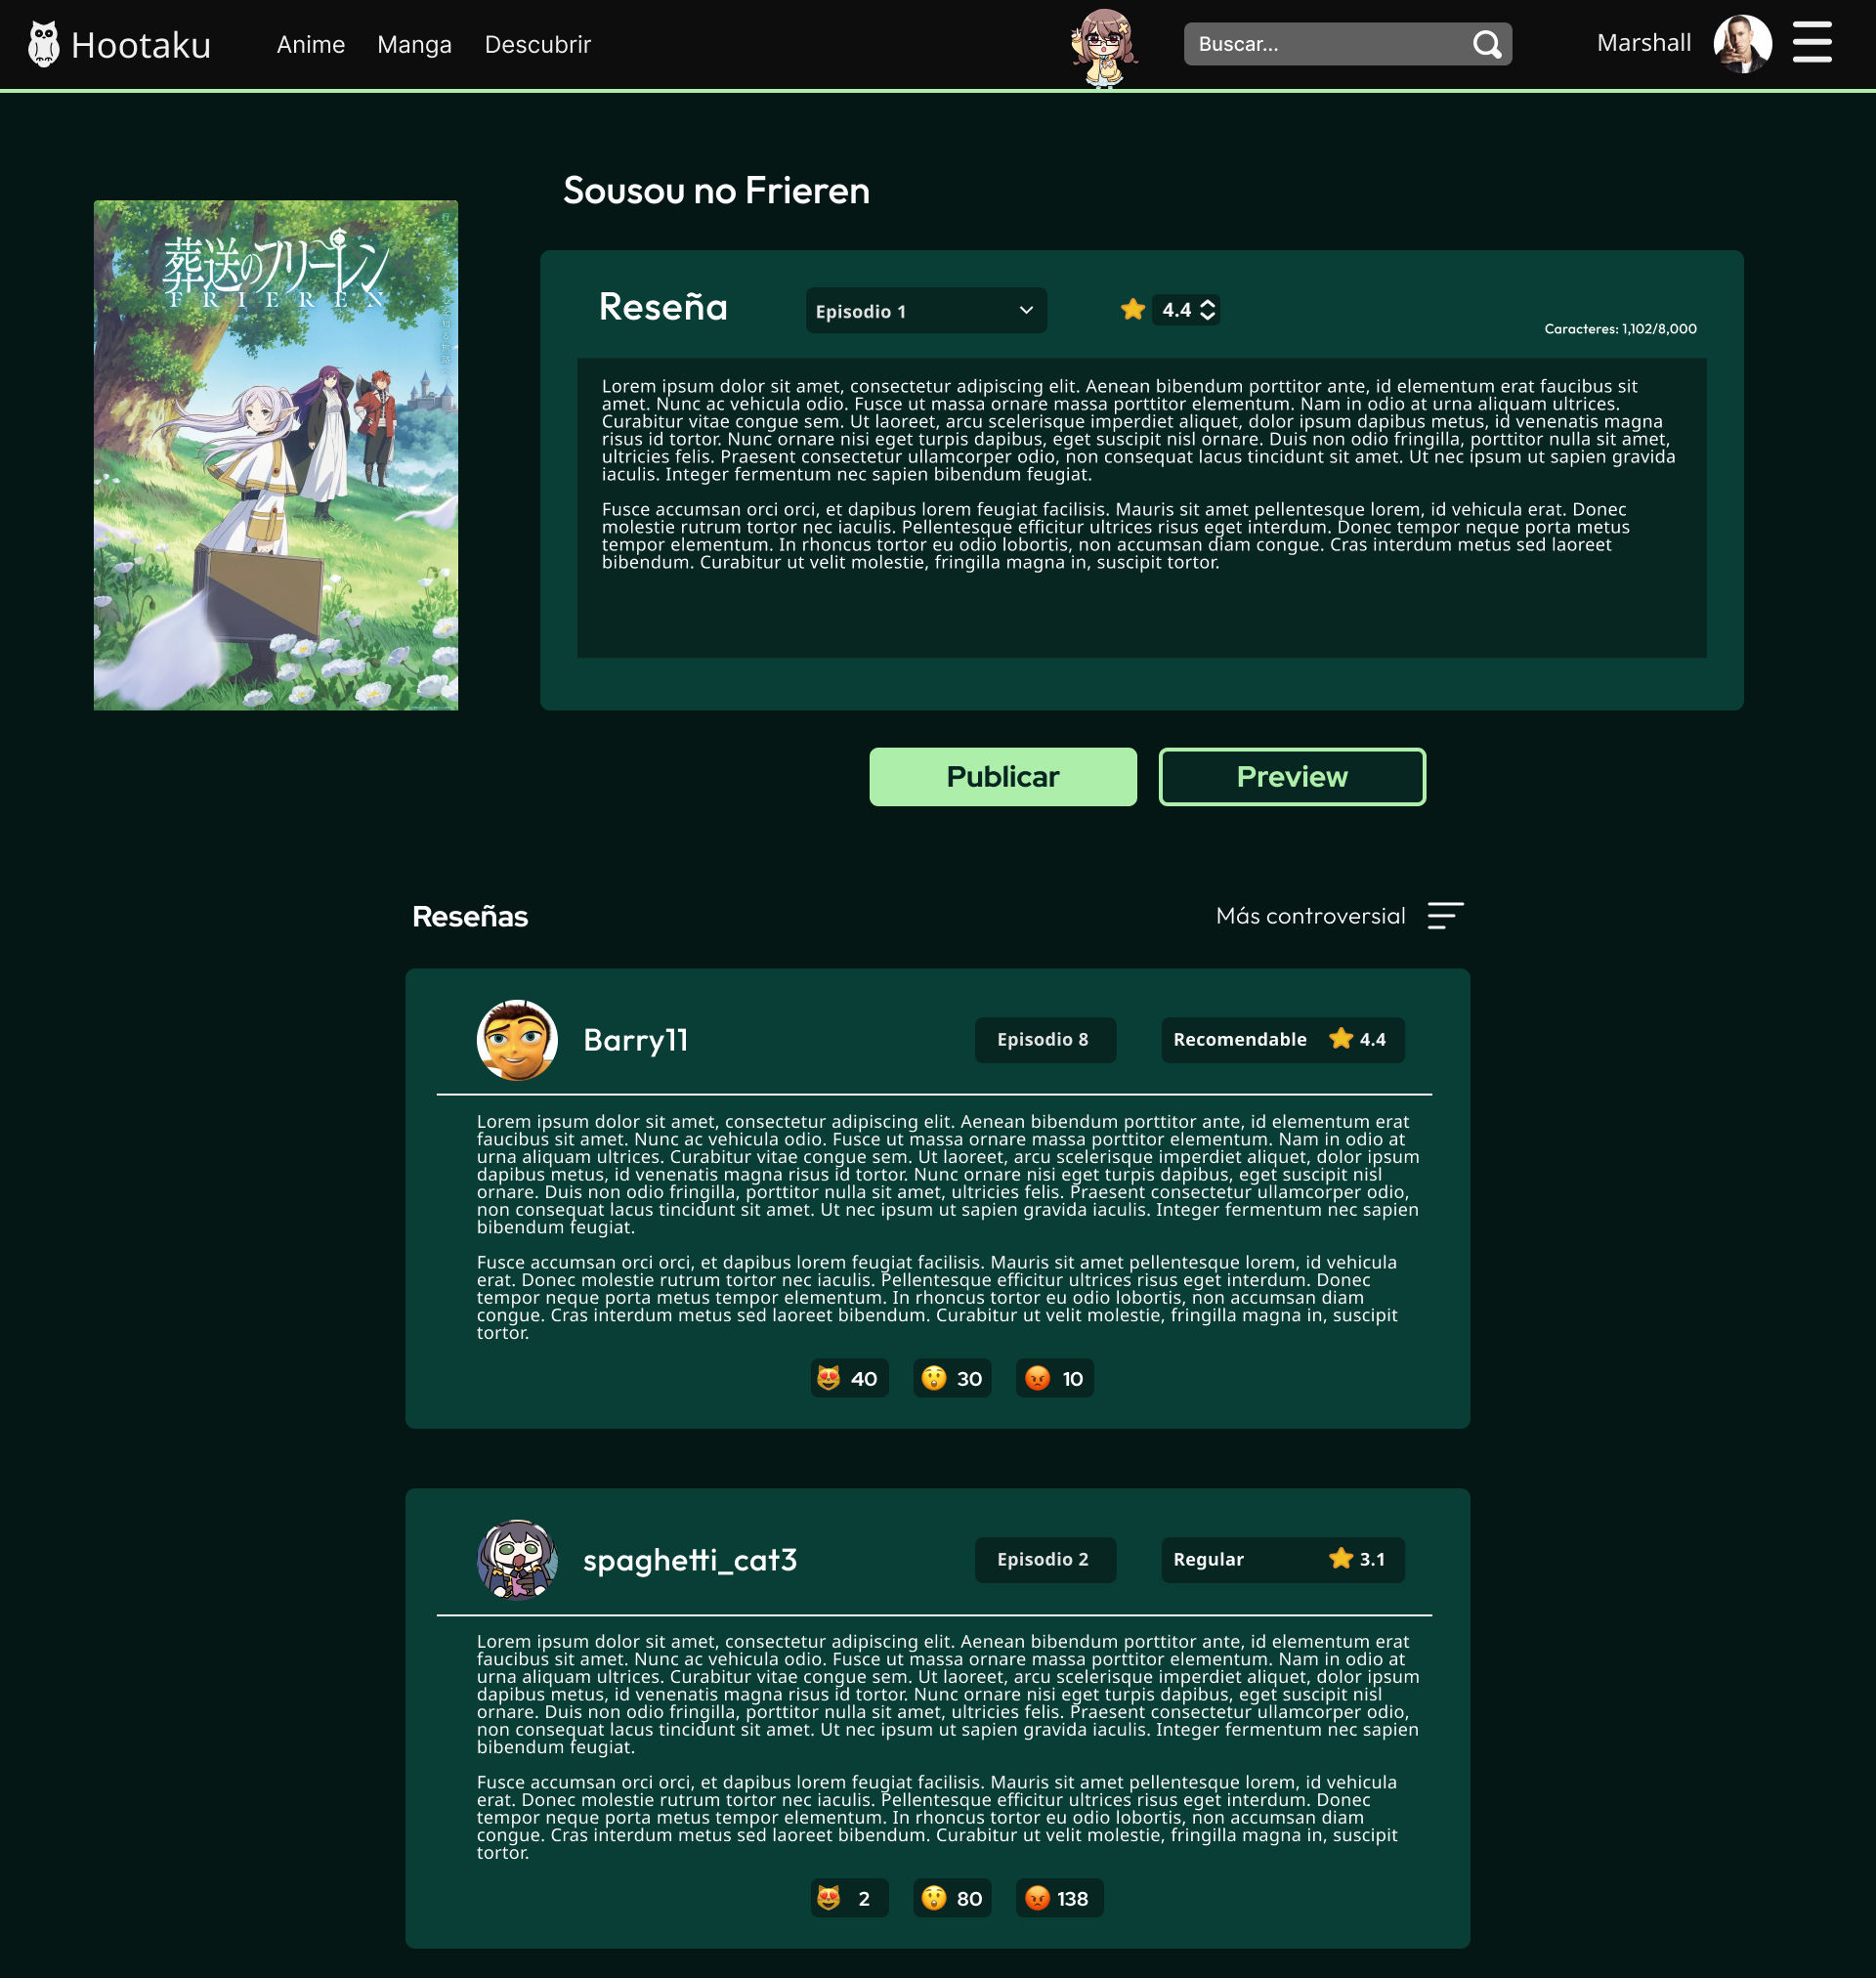 Hootaku
Anime
Manga
Descubrir
Buscar...
Marshall
Sousou no Frieren
葬送のフリーレン
FRIEREN
Reseña
Episodio 1
4.4
Caracteres: 1,102/8,000
Lorem ipsum dolor sit amet, consectetur adipiscing elit. Aenean bibendum porttitor ante, id elementum erat faucibus sit
amet. Nunc ac vehicula odio. Fusce ut massa ornare massa porttitor elementum. Nam in odio at urna aliquam ultrices.
Curabitur vitae congue sem. Ut laoreet, arcu scelerisque imperdiet aliquet, dolor ipsum dapibus metus, id venenatis magna
risus id tortor. Nunc ornare nisi eget turpis dapibus, eget suscipit nisl ornare. Duis non odio fringilla, porttitor nulla sit amet,
ultricies felis. Praesent consectetur ullamcorper odio, non consequat lacus tincidunt sit amet. Ut nec ipsum ut sapien gravida
iaculis. Integer fermentum nec sapien bibendum feugiat.
Fusce accumsan orci orci, et dapibus lorem feugiat facilisis. Mauris sit amet pellentesque lorem, id vehicula erat. Donec
molestie rutrum tortor nec iaculis. Pellentesque efficitur ultrices risus eget interdum. Donec tempor neque porta metus
tempor elementum. In rhoncus tortor eu odio lobortis, non accumsan diam congue. Cras interdum metus sed laoreet
bibendum. Curabitur ut velit molestie, fringilla magna in, suscipit tortor.
Publicar
Preview
Reseñas
Más controversial
Barry11
Episodio 8
Recomendable
4.4
Lorem ipsum dolor sit amet, consectetur adipiscing elit. Aenean bibendum porttitor ante, id elementum erat
faucibus sit amet. Nunc ac vehicula odio. Fusce ut massa ornare massa porttitor elementum. Nam in odio at
urna aliquam ultrices. Curabitur vitae congue sem. Ut laoreet, arcu scelerisque imperdiet aliquet, dolor ipsum
dapibus metus, id venenatis magna risus id tortor. Nunc ornare nisi eget turpis dapibus, eget suscipit nisl
ornare. Duis non odio fringilla, porttitor nulla sit amet, ultricies felis. Praesent consectetur ullamcorper odio,
non consequat lacus tincidunt sit amet. Ut nec ipsum ut sapien gravida iaculis. Integer fermentum nec sapien
bibendum feugiat.
Fusce accumsan orci orci, et dapibus lorem feugiat facilisis. Mauris sit amet pellentesque lorem, id vehicula
erat. Donec molestie rutrum tortor nec iaculis. Pellentesque efficitur ultrices risus eget interdum. Donec
tempor neque porta metus tempor elementum. In rhoncus tortor eu odio lobortis, non accumsan diam
congue. Cras interdum metus sed laoreet bibendum. Curabitur ut velit molestie, fringilla magna in, suscipit
tortor.
40
30
10
spaghetti_cat3
Episodio 2
Regular
3.1
Lorem ipsum dolor sit amet, consectetur adipiscing elit. Aenean bibendum porttitor ante, id elementum erat
faucibus sit amet. Nunc ac vehicula odio. Fusce ut massa ornare massa porttitor elementum. Nam in odio at
urna aliquam ultrices. Curabitur vitae congue sem. Ut laoreet, arcu scelerisque imperdiet aliquet, dolor ipsum
dapibus metus, id venenatis magna risus id tortor. Nunc ornare nisi eget turpis dapibus, eget suscipit nisl
ornare. Duis non odio fringilla, porttitor nulla sit amet, ultricies felis. Praesent consectetur ullamcorper odio,
non consequat lacus tincidunt sit amet. Ut nec ipsum ut sapien gravida iaculis. Integer fermentum nec sapien
bibendum feugiat.
Fusce accumsan orci orci, et dapibus lorem feugiat facilisis. Mauris sit amet pellentesque lorem, id vehicula
erat. Donec molestie rutrum tortor nec iaculis. Pellentesque efficitur ultrices risus eget interdum. Donec
tempor neque porta metus tempor elementum. In rhoncus tortor eu odio lobortis, non accumsan diam
congue. Cras interdum metus sed laoreet bibendum. Curabitur ut velit molestie, fringilla magna in, suscipit
tortor.
2
80
138